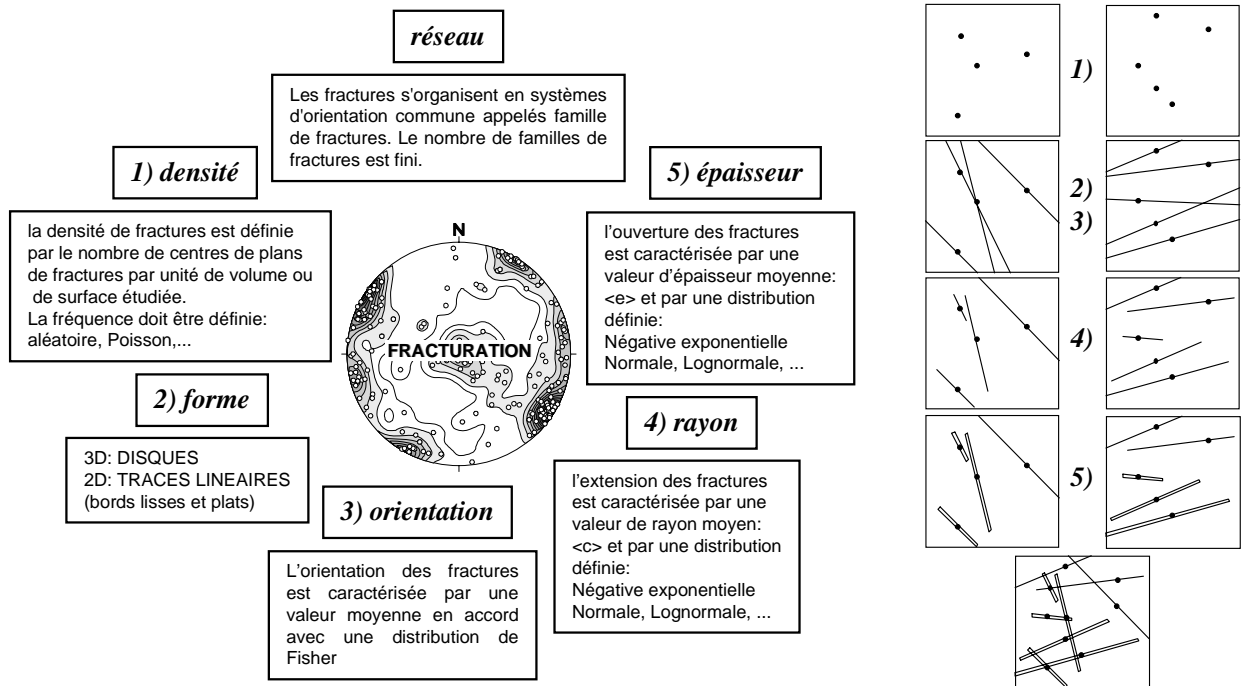 réseau
Les fractures s'organisent en systèmes
d'orientation commune appelés famille
de fractures. Le nombre de familles de
fractures est fini.
1) densité
la densité de fractures est définie
par le nombre de centres de plans
de fractures par unité de volume ou
de surface étudiée.
La fréquence doit être définie:
aléatoire, Poisson,...
2) forme
3D: DISQUES
2D: TRACES LINEAIRES
(bords lisses et plats)
N
FRACTURATION
3) orientation
L'orientation des fractures
est caractérisée par une
valeur moyenne en accord
avec une distribution de
Fisher
5) épaisseur
l'ouverture des fractures
est caractérisée par une
valeur d'épaisseur moyenne:
<e> et par une distribution
définie:
Négative exponentielle
Normale, Lognormale, ...
4) rayon
l'extension des fractures
est caractérisée par une
valeur de rayon moyen:
<c> et par une distribution
définie:
Négative exponentielle
Normale, Lognormale, ...
1)
2)
3)
4)
5)